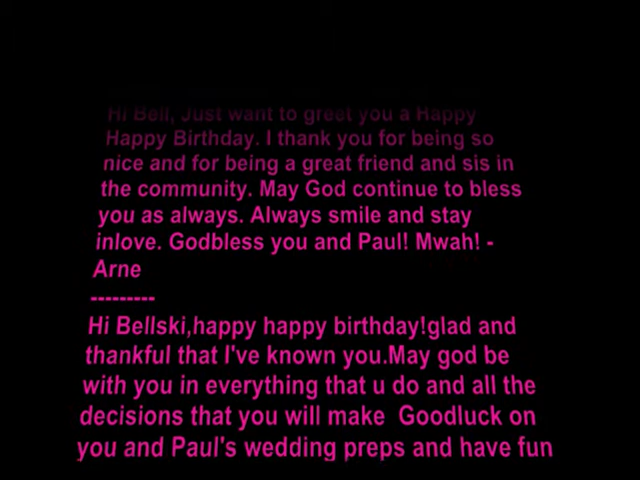 Hi Bell, Just want to greet you a Happy
Happy Birthday. I thank you for being so
nice and for being a great friend and sis in
the community. May God continue to bless
you as always. Always smile and stay
inlove. Godbless you and Paul! Mwah! -
Arne
---------
Hi Bellski,happy happy birthday!glad and
thankful that I've known you.May god be
with you in everything that u do and all the
decisions that you will make  Goodluck on
you and Paul's wedding preps and have fun